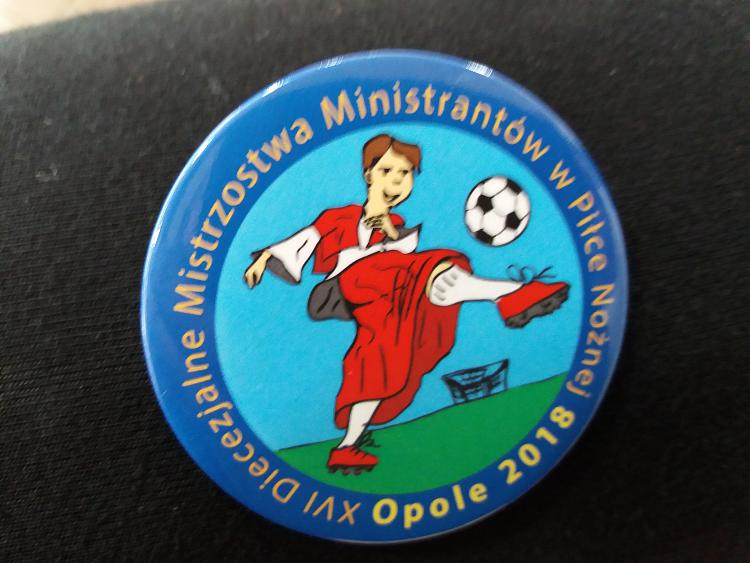 XVI Diecezjalne Mistrzostwa Ministrantów w Piłce Nożnej
Opole 2018